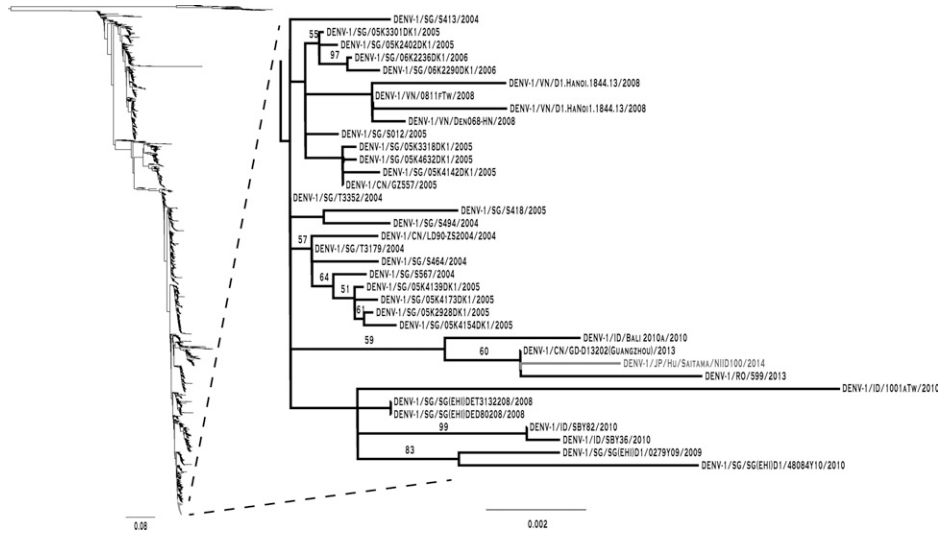 DENV-1/SG/S413/2004
55
DENV-1/SG/05K3301DK1/2005
DENV-1/SG/05K2402DK1/2005
97
DENV-1/SG/06K2236DK1/2006
DENV-1/SG/06K2290DK1/2006
DENV-1/VN/D1.HANOI.1844.13/2008
DENV-1/VN/0811FTW/2008
DENV-1/VN/D1.HANOI1.1844.13/2008
DENV-1/VN/DEN068-HN/2008
DENV-1/SG/S012/2005
DENV-1/SG/05K3318DK1/2005
DENV-1/SG/05K4632DK1/2005
DENV-1/SG/05K4142DK1/2005
DENV-1/CN/GZ557/2005
DENV-1/SG/T3352/2004
DENV-1/SG/S418/2005
DENV-1/SG/S494/2004
57
DENV-1/CN/LD90-ZS2004/2004
DENV-1/SG/T3179/2004
DENV-1/SG/S464/2004
64
DENV-1/SG/S567/2004
51
DENV-1/SG/05K4139DK1/2005
DENV-1/SG/05K4173DK1/2005
61
DENV-1/SG/05K2928DK1/2005
DENV-1/SG/05K4154DK1/2005
59
DENV-1/ID/BALI 2010A/2010
60
DENV-1/CN/GD-D13202(GUANGZHOU)/2013
DENV-1/JP/HU/SAITAMA/NIID100/2014
DENV-1/RO/599/2013
DENV-1/ID/1001ATW/2010
DENV-1/SG/SG(EHI)DET3132208/2008
DENV-1/SG/SG(EHI)DED80208/2008
99
DENV-1/ID/SBY82/2010
DENV-1/ID/SBY36/2010
83
DENV-1/SG/SG(EHI)D1/0279Y09/2009
DENV-1/SG/SG(EHI)D1/48084Y10/2010
0.08
0.002